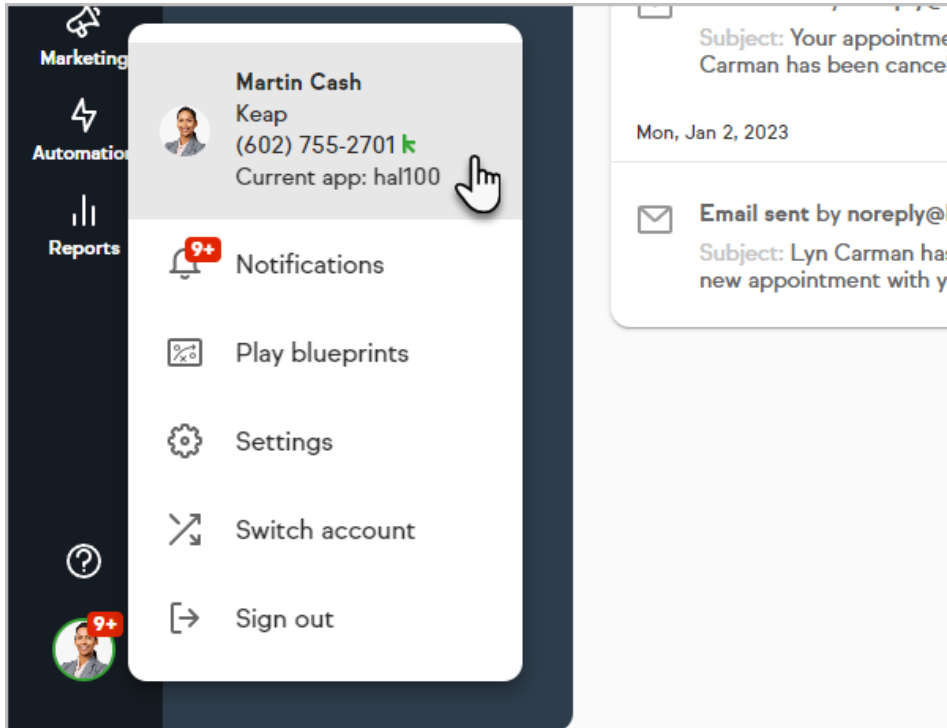 Marketing
Automation
Reports
9+
Martin Cash
Keap
(602) 755-2701
Current app: hal100
9+
Notifications
Play blueprints
Settings
Switch account
Sign out
Subject: Your appointme
Carman has been cancel
Mon, Jan 2, 2023
Email sent by noreply@
Subject: Lyn Carman has
new appointment with y